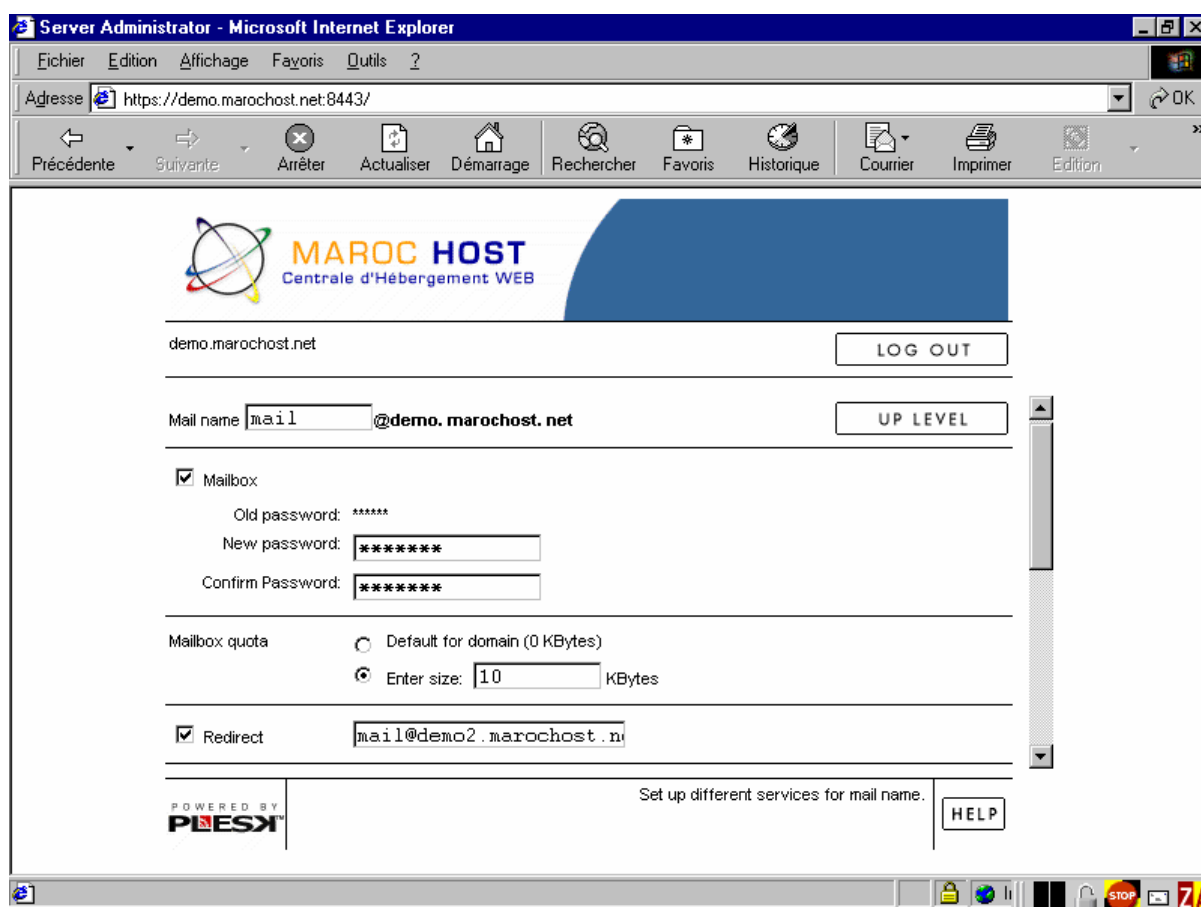 Server Administrator - Microsoft Internet Explorer
Fichier Edition Affichage Favoris Outils ?
Adresse https://demo.marochost.net:8443/ OK
Précédente Suivante Arrêter Actualiser Démarrage Rechercher Favoris Historique Courrier Imprimer Edition
MAROC HOST
Centrale d'Hébergement WEB
demo.marochost.net
LOG OUT
Mail name mail @demo. marochost. net
UP LEVEL
Mailbox
Old password: ******
New password: *******
Confirm Password: *******
Mailbox quota Default for domain (0 KBytes)
Enter size: 10 KBytes
Redirect mail@demo2.marochost.n
Set up different services for mail name.
POWERED BY
PLESK™
HELP
STOP